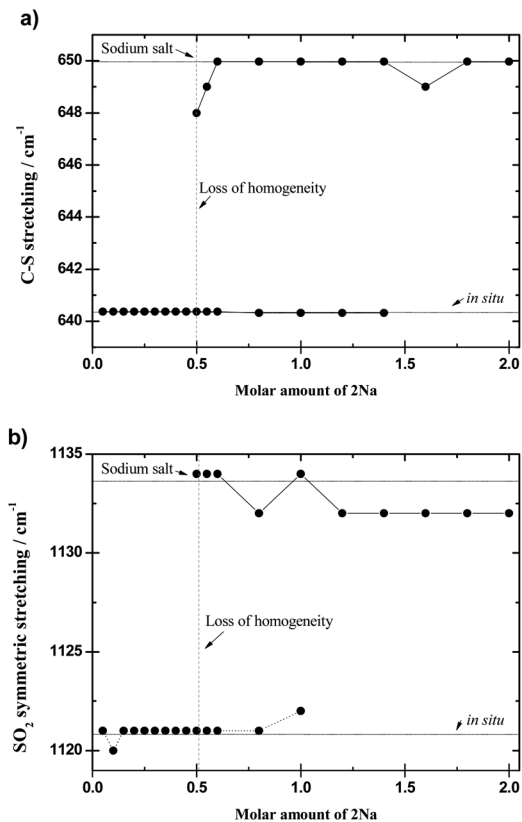 a)
Sodium salt
650
648
646
644
642
640
C-S stretching / cm-1
Loss of homogeneity
in situ
0.0 0.5 1.0 1.5 2.0
Molar amount of 2Na
b)
Sodium salt
1135
1130
1125
1120
SO2 symmetric stretching / cm-1
Loss of homogeneity
in situ
0.0 0.5 1.0 1.5 2.0
Molar amount of 2Na